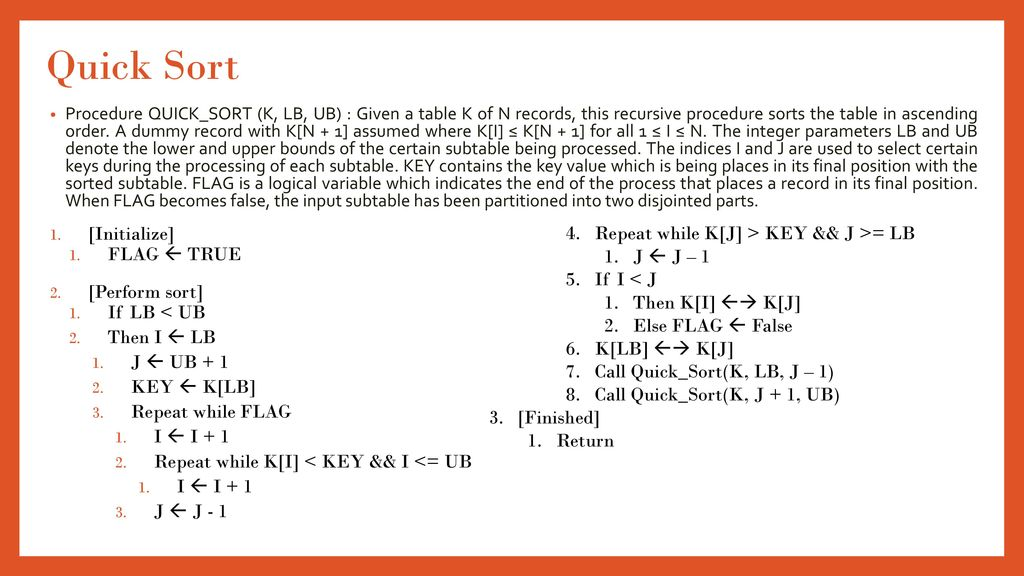 Quick Sort
• Procedure QUICK_SORT (K, LB, UB) : Given a table K of N records, this recursive procedure sorts the table in ascending
order. A dummy record with K[N + 1] assumed where K[I] ≤ K[N + 1] for all 1 ≤ I ≤ N. The integer parameters LB and UB
denote the lower and upper bounds of the certain subtable being processed. The indices I and J are used to select certain
keys during the processing of each subtable. KEY contains the key value which is being places in its final position with the
sorted subtable. FLAG is a logical variable which indicates the end of the process that places a record in its final position.
When FLAG becomes false, the input subtable has been partitioned into two disjointed parts.
1. [Initialize]
1. FLAG ← TRUE
2. [Perform sort]
1. If LB < UB
2. Then I ← LB
1. J ← UB + 1
2. KEY ← K[LB]
3. Repeat while FLAG
1. I ← I + 1
2. Repeat while K[I] < KEY && I <= UB
1. I ← I + 1
3. J ← J - 1
4. Repeat while K[J] > KEY && J >= LB
1. J ← J – 1
5. If I < J
1. Then K[I] ←→ K[J]
2. Else FLAG ← False
6. K[LB] ←→ K[J]
7. Call Quick_Sort(K, LB, J – 1)
8. Call Quick_Sort(K, J + 1, UB)
3. [Finished]
1. Return